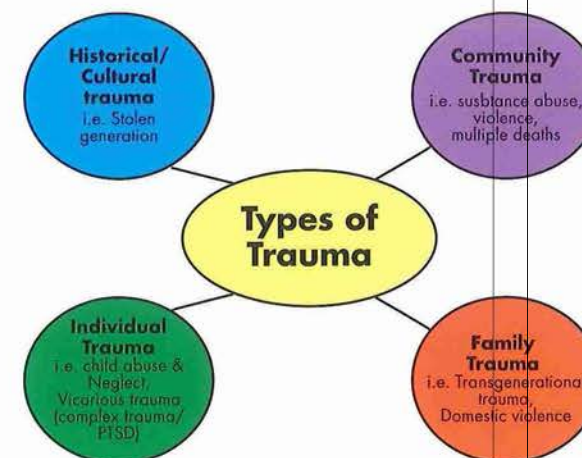 Historical/
Cultural
trauma
i.e. Stolen
generation
Community
Trauma
i.e. susbtance abuse,
violence,
multiple deaths
Types of
Trauma
Individual
Trauma
i.e. child abuse &
Neglect,
Vicarious trauma
(complex trauma/
PTSD)
Family
Trauma
i.e. Transgenerational
trauma,
Domestic violence